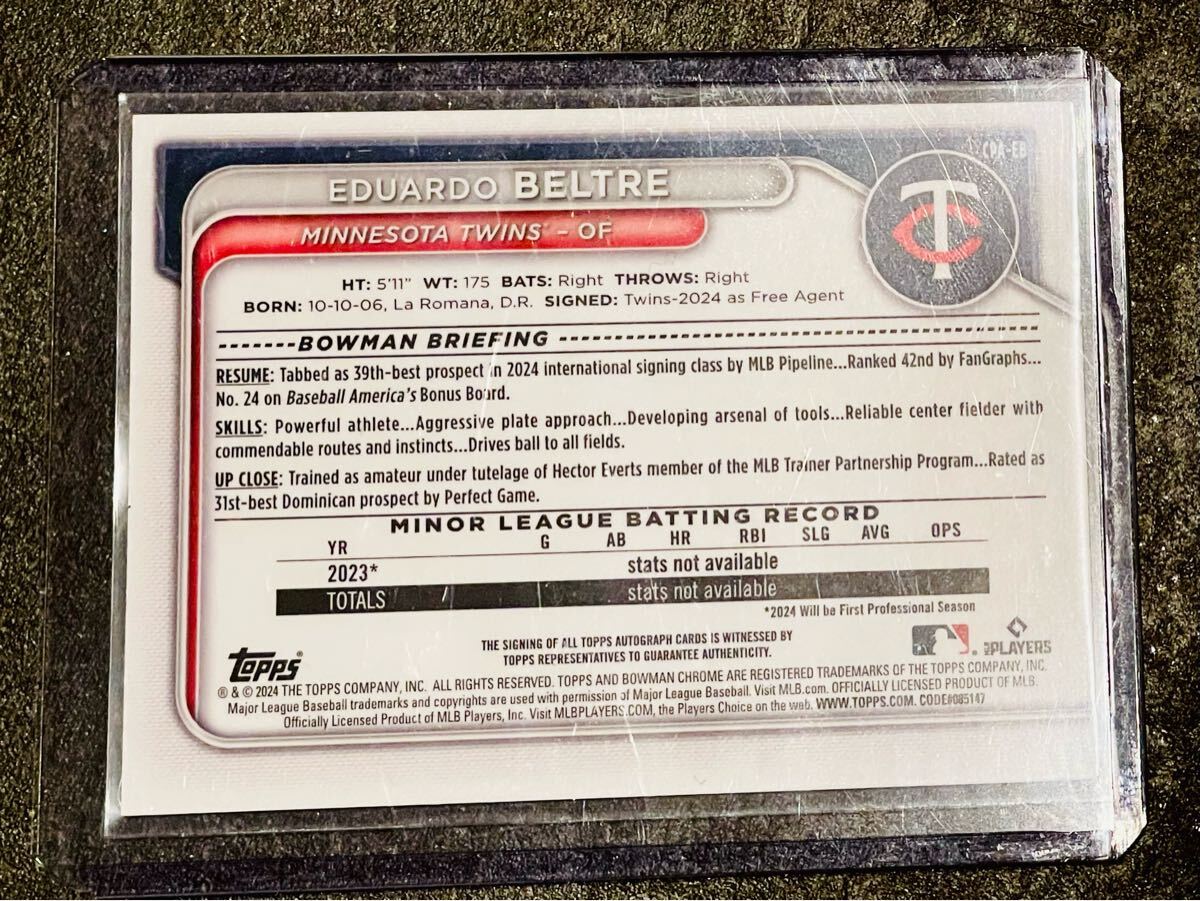 CPA-EB
EDUARDO BELTRE
TC
MINNESOTA TWINS - OF
HT: 5'11" WT: 175 BATS: Right THROWS: Right
BORN: 10-10-06, La Romana, D.R. SIGNED: Twins-2024 as Free Agent
BOWMAN BRIEFING
RESUME: Tabbed as 39th-best prospect in 2024 international signing class by MLB Pipeline...Ranked 42nd by FanGraphs...
No. 24 on Baseball America's Bonus Board.
SKILLS: Powerful athlete...Aggressive plate approach...Developing arsenal of tools...Reliable center fielder with
commendable routes and instincts...Drives ball to all fields.
UP CLOSE: Trained as amateur under tutelage of Hector Everts member of the MLB Trainer Partnership Program...Rated as
31st-best Dominican prospect by Perfect Game.
MINOR LEAGUE BATTING RECORD
YR G AB HR RBI SLG AVG OPS
2023* stats not available
TOTALS stats not available
*2024 Will be First Professional Season
THE SIGNING OF ALL TOPPS AUTOGRAPH CARDS IS WITNESSED BY
TOPPS REPRESENTATIVES TO GUARANTEE AUTHENTICITY.
TOPPS®
PLAYERS
® & © 2024 THE TOPPS COMPANY, INC. ALL RIGHTS RESERVED. TOPPS AND BOWMAN CHROME ARE REGISTERED TRADEMARKS OF THE TOPPS COMPANY, INC.
Major League Baseball trademarks and copyrights are used with permission of Major League Baseball. Visit MLB.com. OFFICIALLY LICENSED PRODUCT OF MLB.
Officially Licensed Product of MLB Players, Inc. Visit MLBPLAYERS.COM, the Players Choice on the web. WWW.TOPPS.COM. CODE#085147